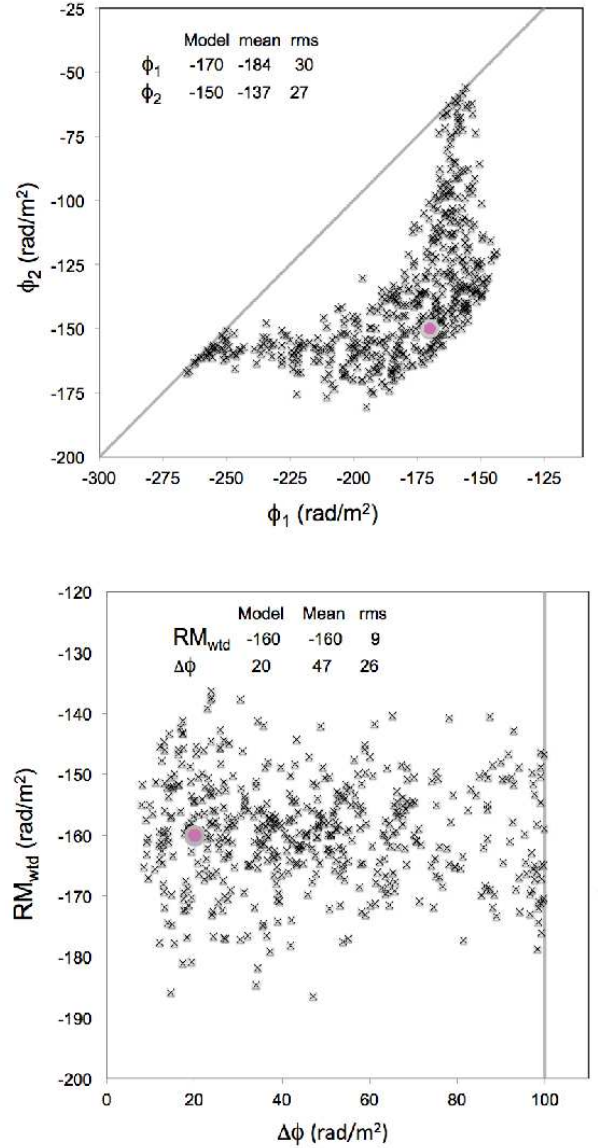 -25
Model mean rms
ϕ1 -170 -184 30
-50
ϕ2 -150 -137 27
-75
-100
ϕ2 (rad/m²)
-125
-150
-175
-200
-300 -275 -250 -225 -200 -175 -150 -125
ϕ1 (rad/m²)
-120
Model Mean rms
RMwtd -160 -160 9
-130
Δϕ 20 47 26
-140
-150
RMwtd (rad/m²)
-160
-170
-180
-190
-200
0 20 40 60 80 100
Δϕ (rad/m²)